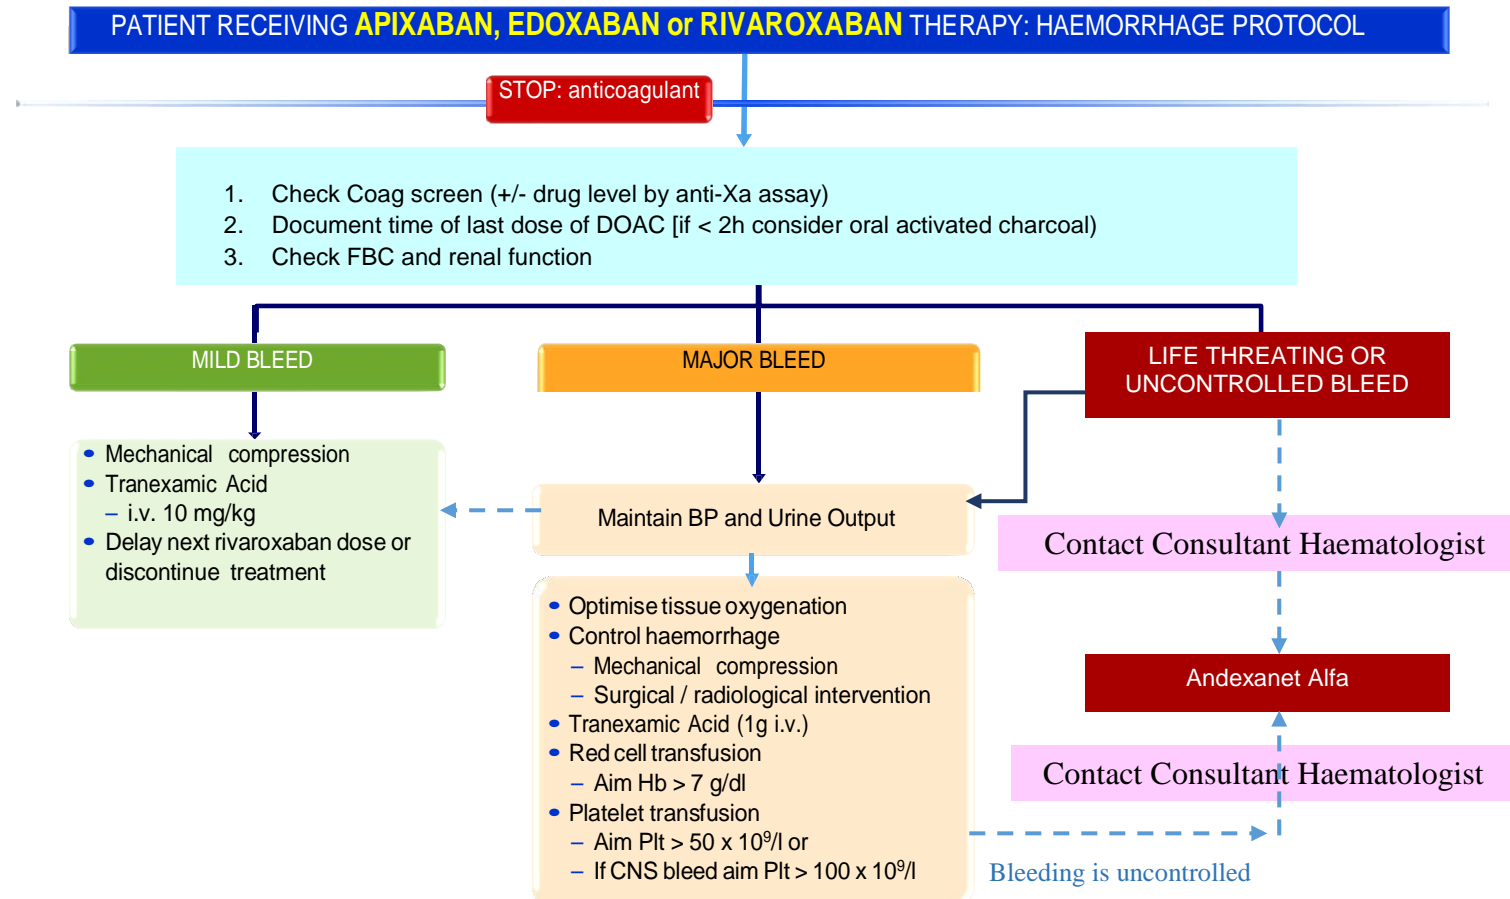 PATIENT RECEIVING APIXABAN, EDOXABAN or RIVAROXABAN THERAPY: HAEMORRHAGE PROTOCOL
STOP: anticoagulant
1. Check Coag screen (+/- drug level by anti-Xa assay)
2. Document time of last dose of DOAC [if < 2h consider oral activated charcoal)
3. Check FBC and renal function
MILD BLEED
• Mechanical compression
• Tranexamic Acid
– i.v. 10 mg/kg
• Delay next rivaroxaban dose or
discontinue treatment
MAJOR BLEED
Maintain BP and Urine Output
• Optimise tissue oxygenation
• Control haemorrhage
– Mechanical compression
– Surgical / radiological intervention
• Tranexamic Acid (1g i.v.)
• Red cell transfusion
– Aim Hb > 7 g/dl
• Platelet transfusion
– Aim Plt > 50 x 10⁹/l or
– If CNS bleed aim Plt > 100 x 10⁹/l
LIFE THREATING OR
UNCONTROLLED BLEED
Contact Consultant Haematologist
Andexanet Alfa
Contact Consultant Haematologist
Bleeding is uncontrolled